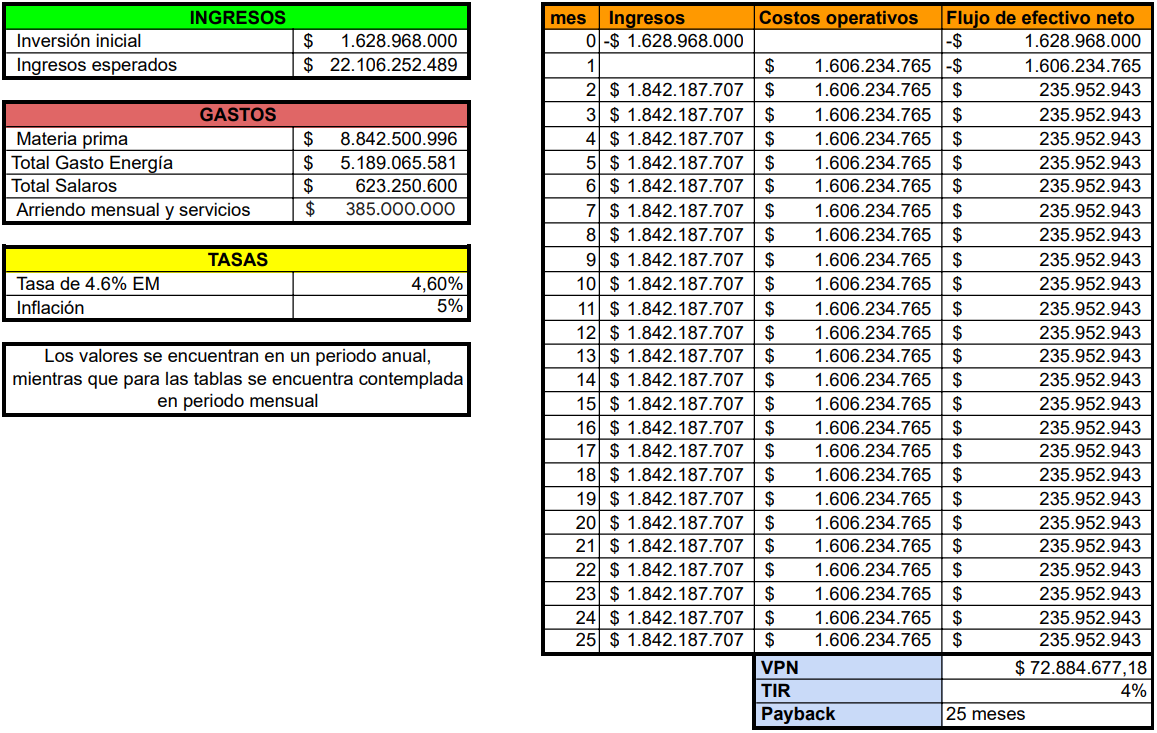 INGRESOS
Inversión inicial $ 1.628.968.000
Ingresos esperados $ 22.106.252.489
GASTOS
Materia prima $ 8.842.500.996
Total Gasto Energía $ 5.189.065.581
Total Salaros $ 623.250.600
Arriendo mensual y servicios $ 385.000.000
TASAS
Tasa de 4.6% EM 4,60%
Inflación 5%
Los valores se encuentran en un periodo anual,
mientras que para las tablas se encuentra contemplada
en periodo mensual
mes Ingresos Costos operativos Flujo de efectivo neto
0 -$ 1.628.968.000 -$ 1.628.968.000
1 $ 1.606.234.765 -$ 1.606.234.765
2 $ 1.842.187.707 $ 1.606.234.765 $ 235.952.943
3 $ 1.842.187.707 $ 1.606.234.765 $ 235.952.943
4 $ 1.842.187.707 $ 1.606.234.765 $ 235.952.943
5 $ 1.842.187.707 $ 1.606.234.765 $ 235.952.943
6 $ 1.842.187.707 $ 1.606.234.765 $ 235.952.943
7 $ 1.842.187.707 $ 1.606.234.765 $ 235.952.943
8 $ 1.842.187.707 $ 1.606.234.765 $ 235.952.943
9 $ 1.842.187.707 $ 1.606.234.765 $ 235.952.943
10 $ 1.842.187.707 $ 1.606.234.765 $ 235.952.943
11 $ 1.842.187.707 $ 1.606.234.765 $ 235.952.943
12 $ 1.842.187.707 $ 1.606.234.765 $ 235.952.943
13 $ 1.842.187.707 $ 1.606.234.765 $ 235.952.943
14 $ 1.842.187.707 $ 1.606.234.765 $ 235.952.943
15 $ 1.842.187.707 $ 1.606.234.765 $ 235.952.943
16 $ 1.842.187.707 $ 1.606.234.765 $ 235.952.943
17 $ 1.842.187.707 $ 1.606.234.765 $ 235.952.943
18 $ 1.842.187.707 $ 1.606.234.765 $ 235.952.943
19 $ 1.842.187.707 $ 1.606.234.765 $ 235.952.943
20 $ 1.842.187.707 $ 1.606.234.765 $ 235.952.943
21 $ 1.842.187.707 $ 1.606.234.765 $ 235.952.943
22 $ 1.842.187.707 $ 1.606.234.765 $ 235.952.943
23 $ 1.842.187.707 $ 1.606.234.765 $ 235.952.943
24 $ 1.842.187.707 $ 1.606.234.765 $ 235.952.943
25 $ 1.842.187.707 $ 1.606.234.765 $ 235.952.943
VPN $ 72.884.677,18
TIR 4%
Payback 25 meses